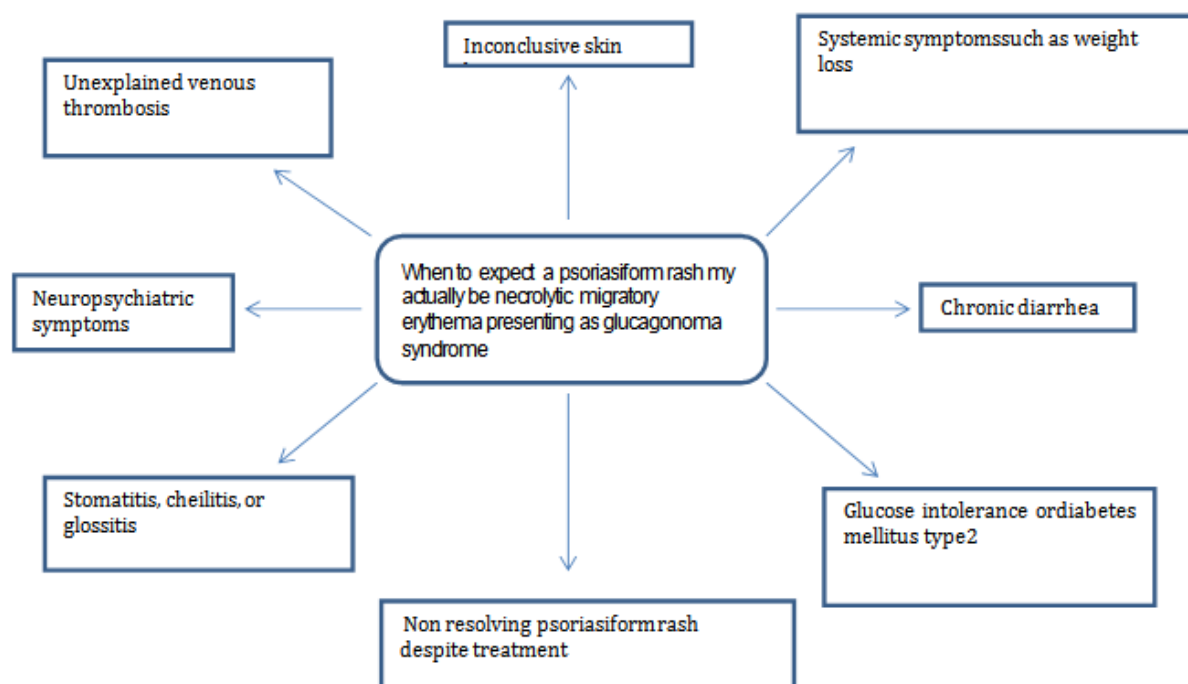 Inconclusive skin
Systemic symptomssuch as weight
loss
Unexplained venous
thrombosis
When to expect a psoriasiform rash my
actually be necrolytic migratory
erythema presenting as glucagonoma
syndrome
Neuropsychiatric
symptoms
Chronic diarrhea
Stomatitis, cheilitis, or
glossitis
Glucose intolerance ordiabetes
mellitus type2
Non resolving psoriasiform rash
despite treatment